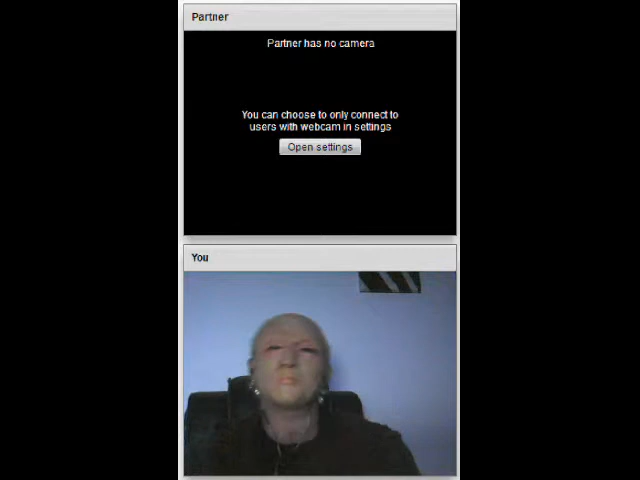 Partner
Partner has no camera
You can choose to only connect to
users with webcam in settings
Open settings
You